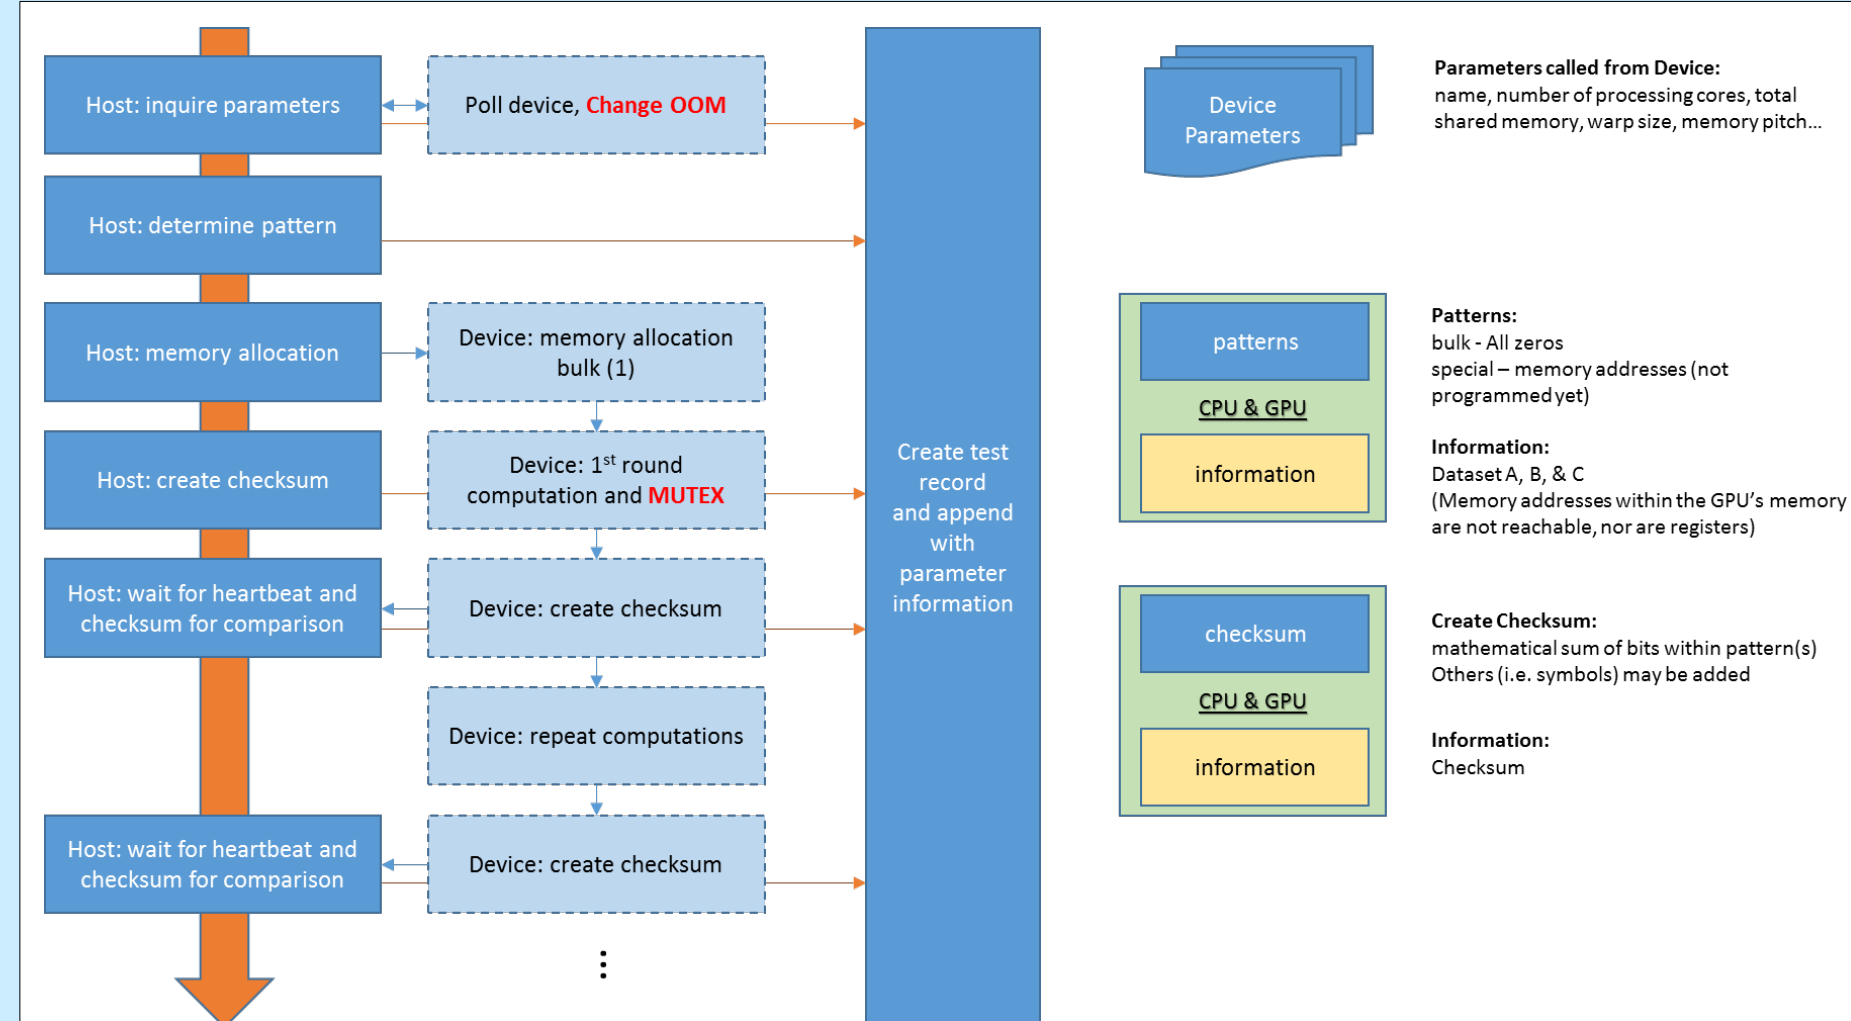 Host: inquire parameters
Poll device, Change OOM
Host: determine pattern
Host: memory allocation
Device: memory allocation
bulk (1)
Host: create checksum
Device: 1st round
computation and MUTEX
Host: wait for heartbeat and
checksum for comparison
Device: create checksum
Device: repeat computations
Host: wait for heartbeat and
checksum for comparison
Device: create checksum
⋮
Create test
record
and append
with
parameter
information
Device
Parameters
Parameters called from Device:
name, number of processing cores, total
shared memory, warp size, memory pitch...
patterns
CPU & GPU
information
Patterns:
bulk - All zeros
special – memory addresses (not
programmed yet)
Information:
Dataset A, B, & C
(Memory addresses within the GPU's memory
are not reachable, nor are registers)
checksum
CPU & GPU
information
Create Checksum:
mathematical sum of bits within pattern(s)
Others (i.e. symbols) may be added
Information:
Checksum